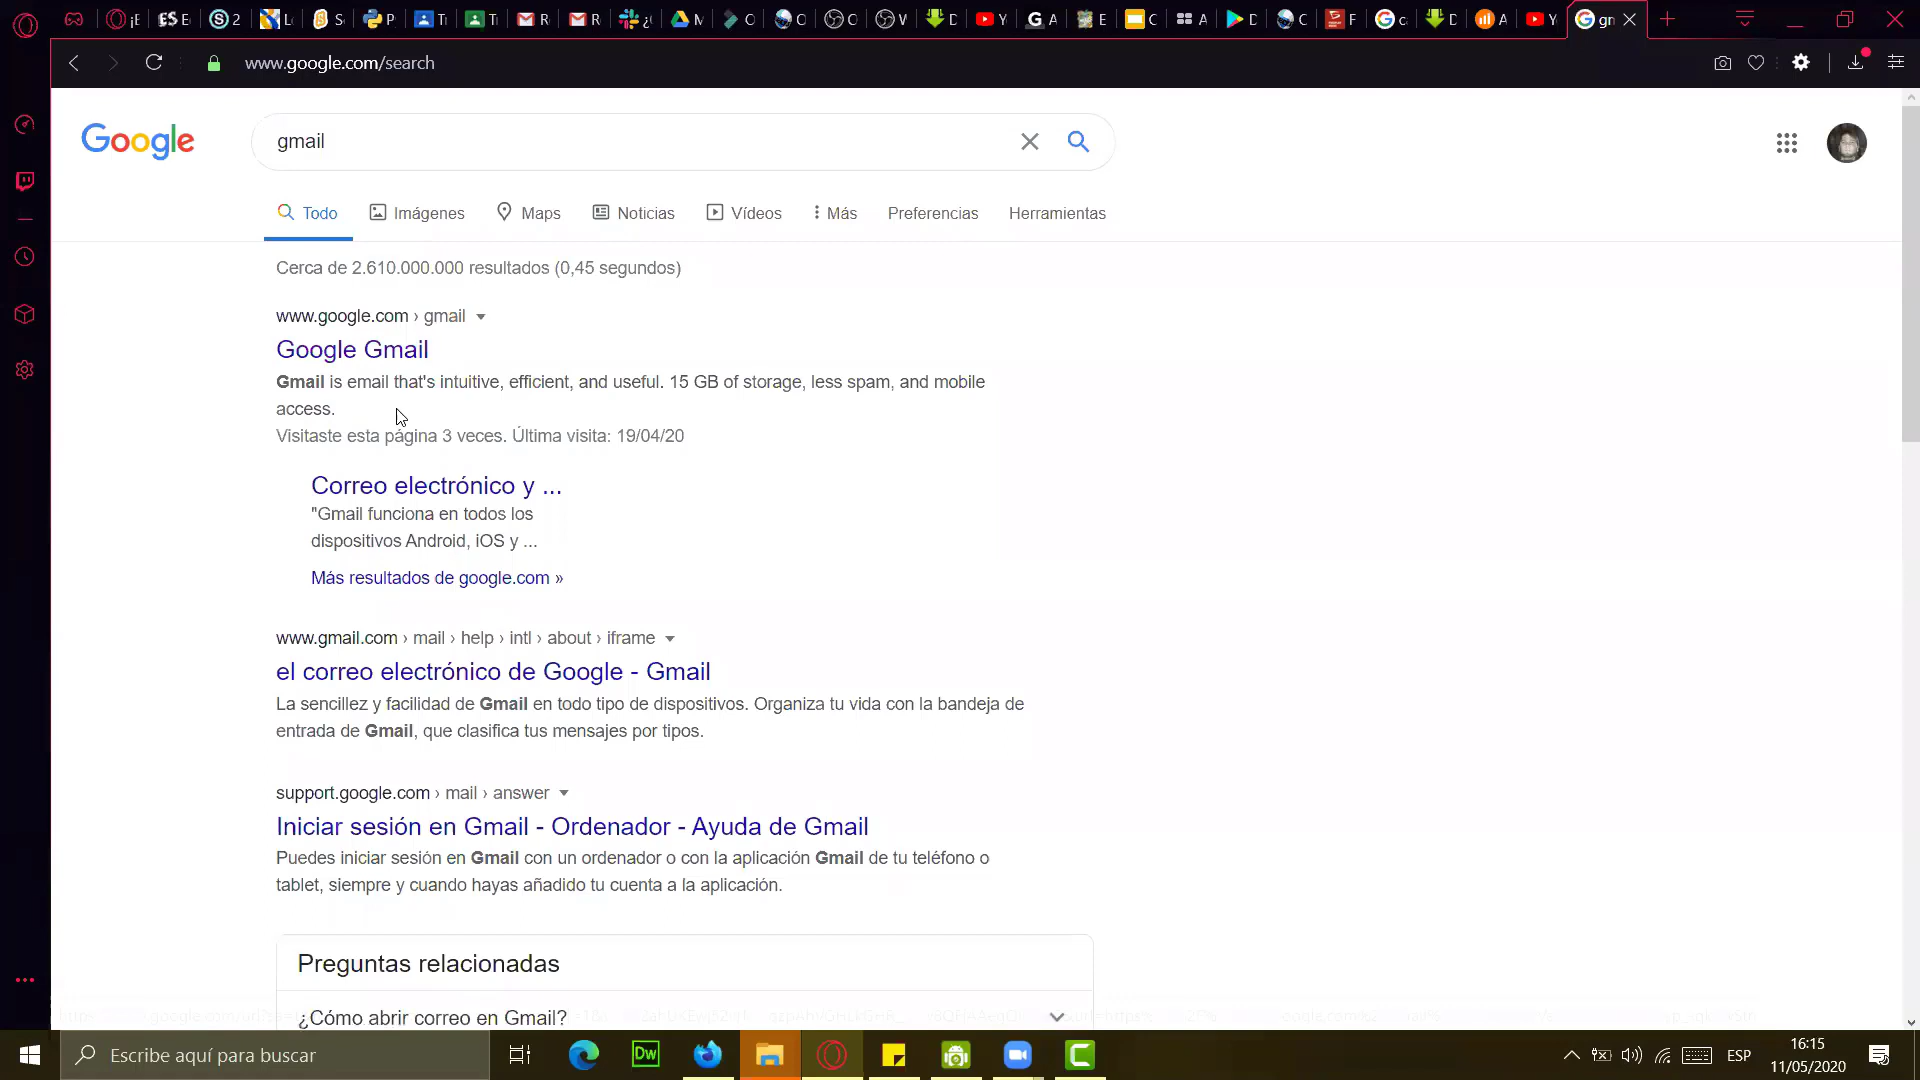 www.google.com/search
Google
gmail
Todo
Imágenes
Maps
Noticias
Vídeos
Más
Preferencias
Herramientas
Cerca de 2.610.000.000 resultados (0,45 segundos)
www.google.com › gmail
Google Gmail
Gmail is email that's intuitive, efficient, and useful. 15 GB of storage, less spam, and mobile
access.
Visitaste esta página 3 veces. Última visita: 19/04/20
Correo electrónico y ...
"Gmail funciona en todos los
dispositivos Android, iOS y ...
Más resultados de google.com »
www.gmail.com › mail › help › intl › about › iframe
el correo electrónico de Google - Gmail
La sencillez y facilidad de Gmail en todo tipo de dispositivos. Organiza tu vida con la bandeja de
entrada de Gmail, que clasifica tus mensajes por tipos.
support.google.com › mail › answer
Iniciar sesión en Gmail - Ordenador - Ayuda de Gmail
Puedes iniciar sesión en Gmail con un ordenador o con la aplicación Gmail de tu teléfono o
tablet, siempre y cuando hayas añadido tu cuenta a la aplicación.
Preguntas relacionadas
¿Cómo abrir correo en Gmail?
Escribe aquí para buscar
Dw
ESP
16:15
11/05/2020